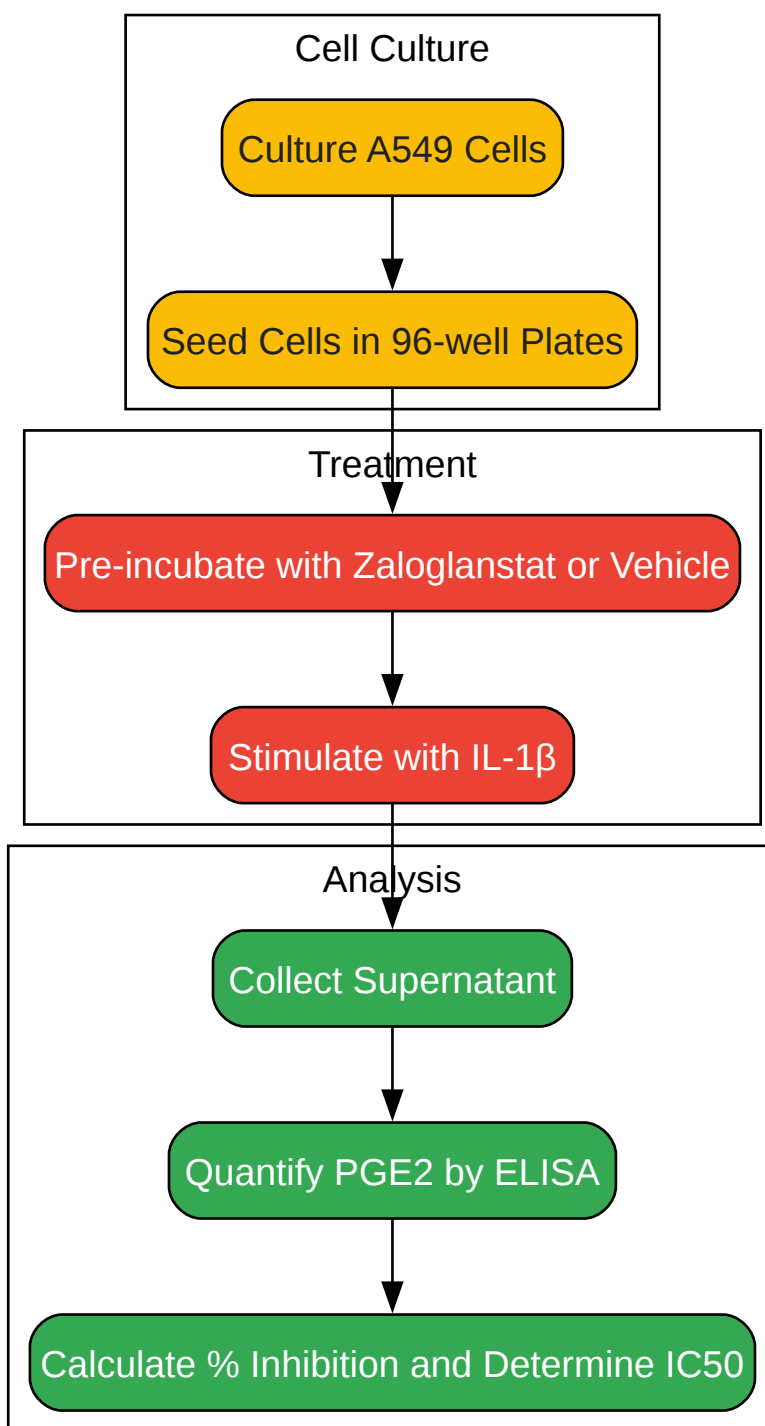 Cell Culture
Culture A549 Cells
Seed Cells in 96-well Plates
Treatment
Pre-incubate with Zaloglanstat or Vehicle
Stimulate with IL-1β
Analysis
Collect Supernatant
Quantify PGE2 by ELISA
Calculate % Inhibition and Determine IC50